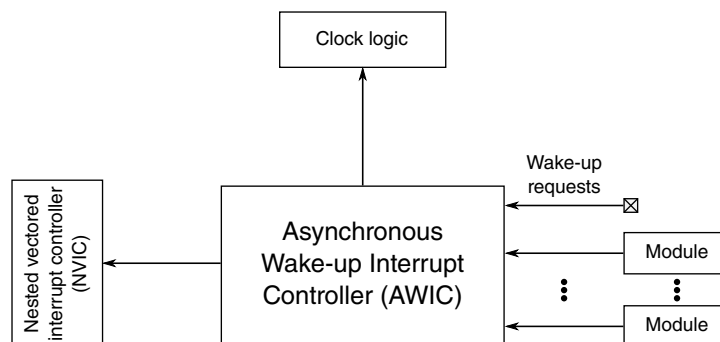 Clock logic
Wake-up
requests
Nested vectored
interrupt controller
(NVIC)
Asynchronous
Wake-up Interrupt
Controller (AWIC)
Module
Module